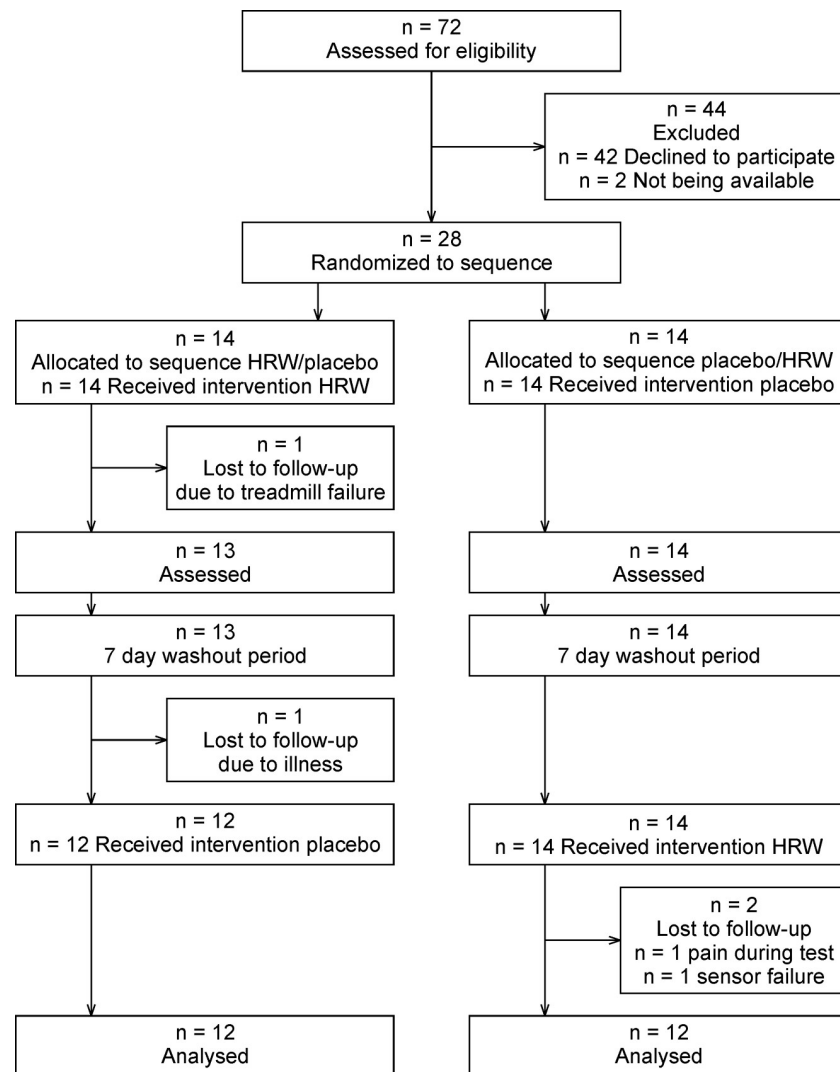 n = 72
Assessed for eligibility
n = 44
Excluded
n = 42 Declined to participate
n = 2 Not being available
n = 28
Randomized to sequence
n = 14
Allocated to sequence HRW/placebo
n = 14 Received intervention HRW
n = 14
Allocated to sequence placebo/HRW
n = 14 Received intervention placebo
n = 1
Lost to follow-up
due to treadmill failure
n = 13
Assessed
n = 14
Assessed
n = 13
7 day washout period
n = 14
7 day washout period
n = 1
Lost to follow-up
due to illness
n = 12
n = 12 Received intervention placebo
n = 14
n = 14 Received intervention HRW
n = 2
Lost to follow-up
n = 1 pain during test
n = 1 sensor failure
n = 12
Analysed
n = 12
Analysed